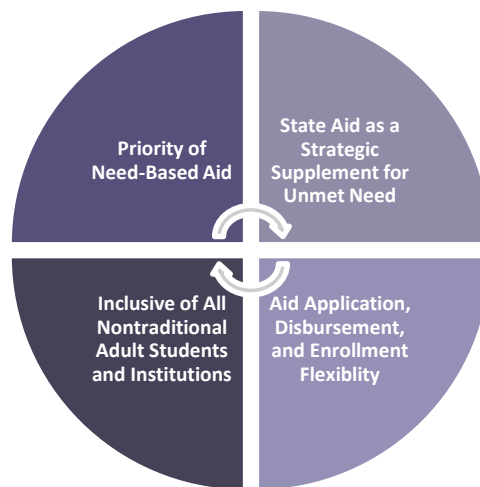 Priority of
Need-Based Aid
State Aid as a
Strategic
Supplement for
Unmet Need
Inclusive of All
Nontraditional
Adult Students
and Institutions
Aid Application,
Disbursement,
and Enrollment
Flexiblity